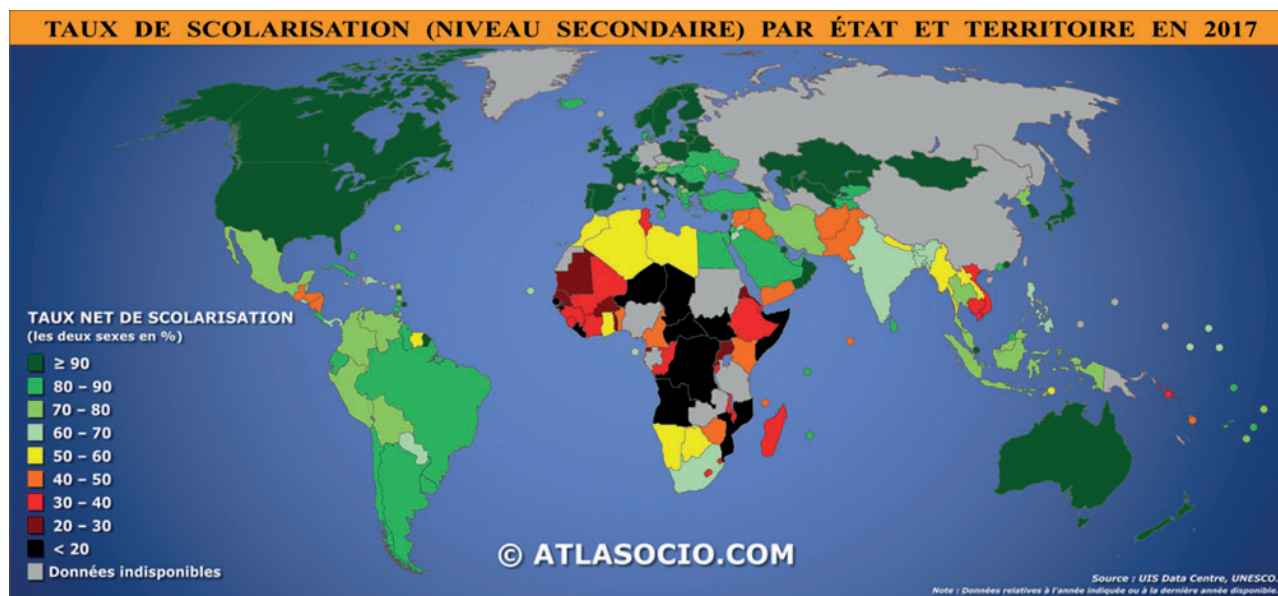 TAUX DE SCOLARISATION (NIVEAU SECONDAIRE) PAR ÉTAT ET TERRITOIRE EN 2017
TAUX NET DE SCOLARISATION
(les deux sexes en %)
≥ 90
80 – 90
70 – 80
60 – 70
50 – 60
40 – 50
30 – 40
20 – 30
< 20
Données indisponibles
© ATLASOCIO.COM
Source : UIS Data Centre, UNESCO.
Note : Données relatives à l'année indiquée ou à la dernière année disponible.